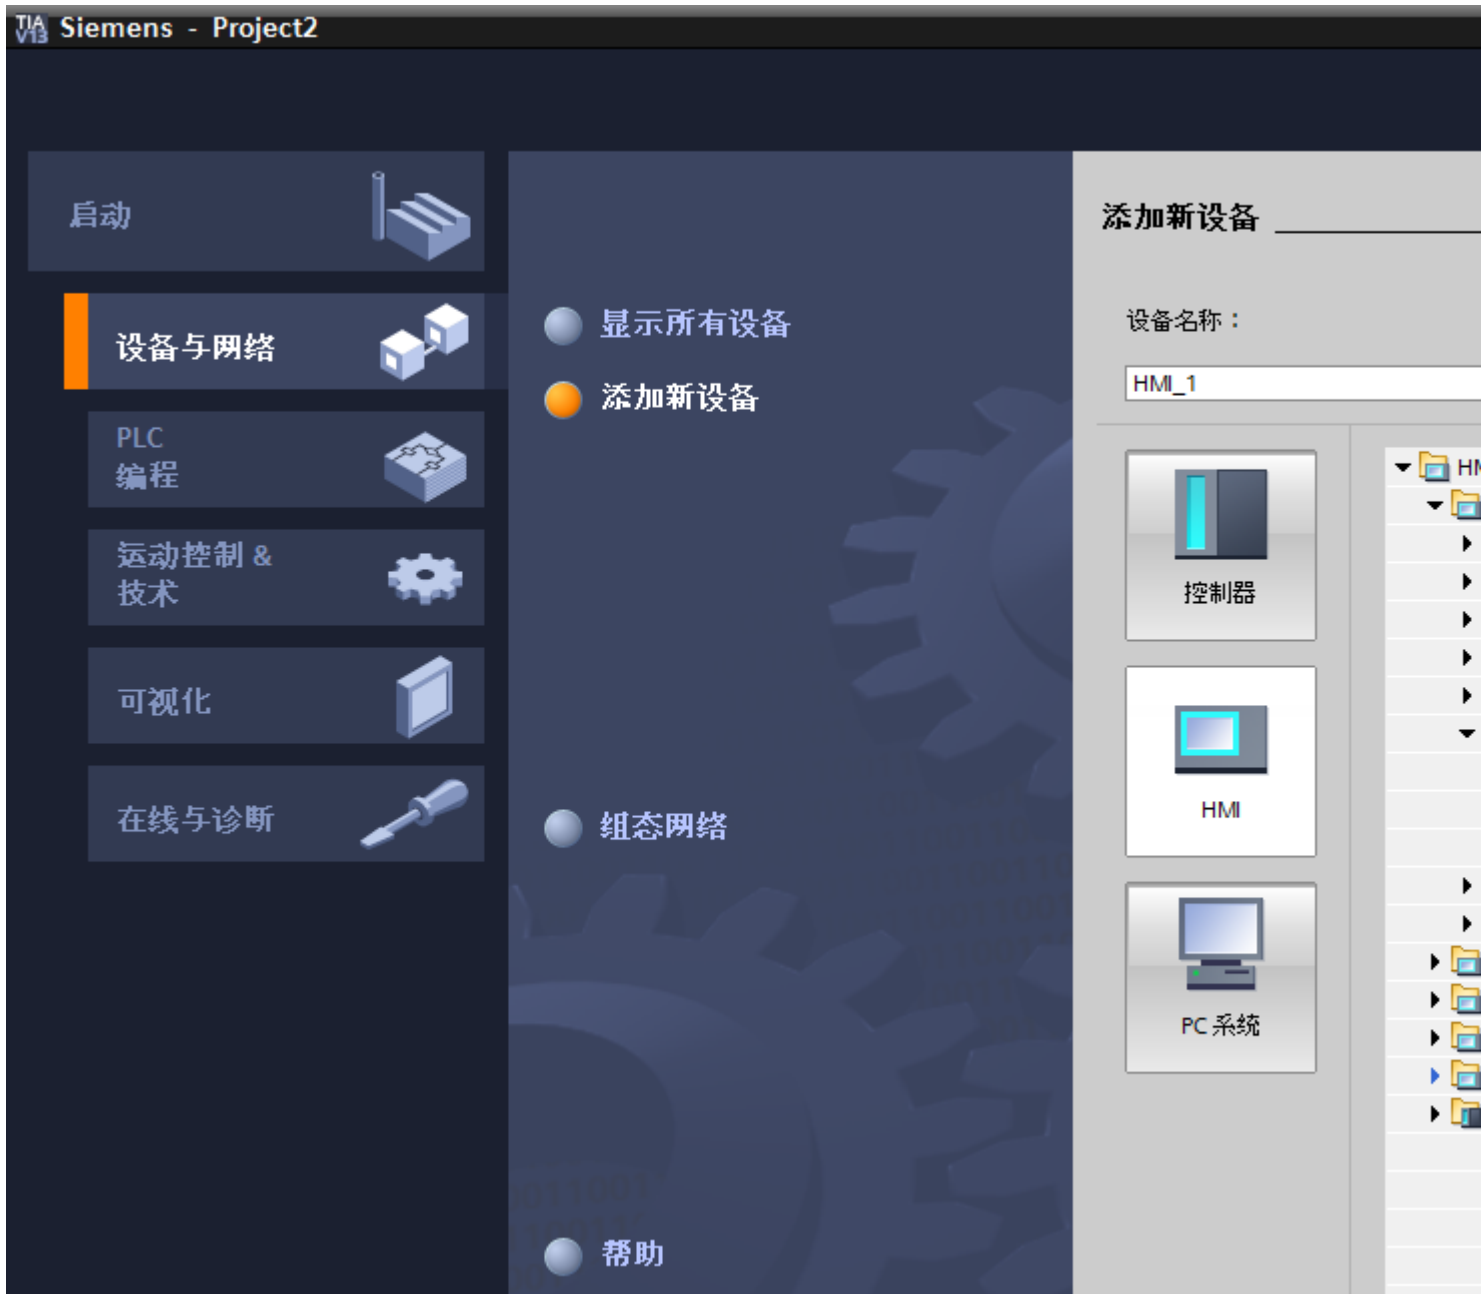 TIA V13 Siemens - Project2
启动
设备与网络
PLC
编程
运动控制 &
技术
可视化
在线与诊断
显示所有设备
添加新设备
组态网络
帮助
添加新设备
设备名称：
HMI_1
控制器
HMI
PC 系统